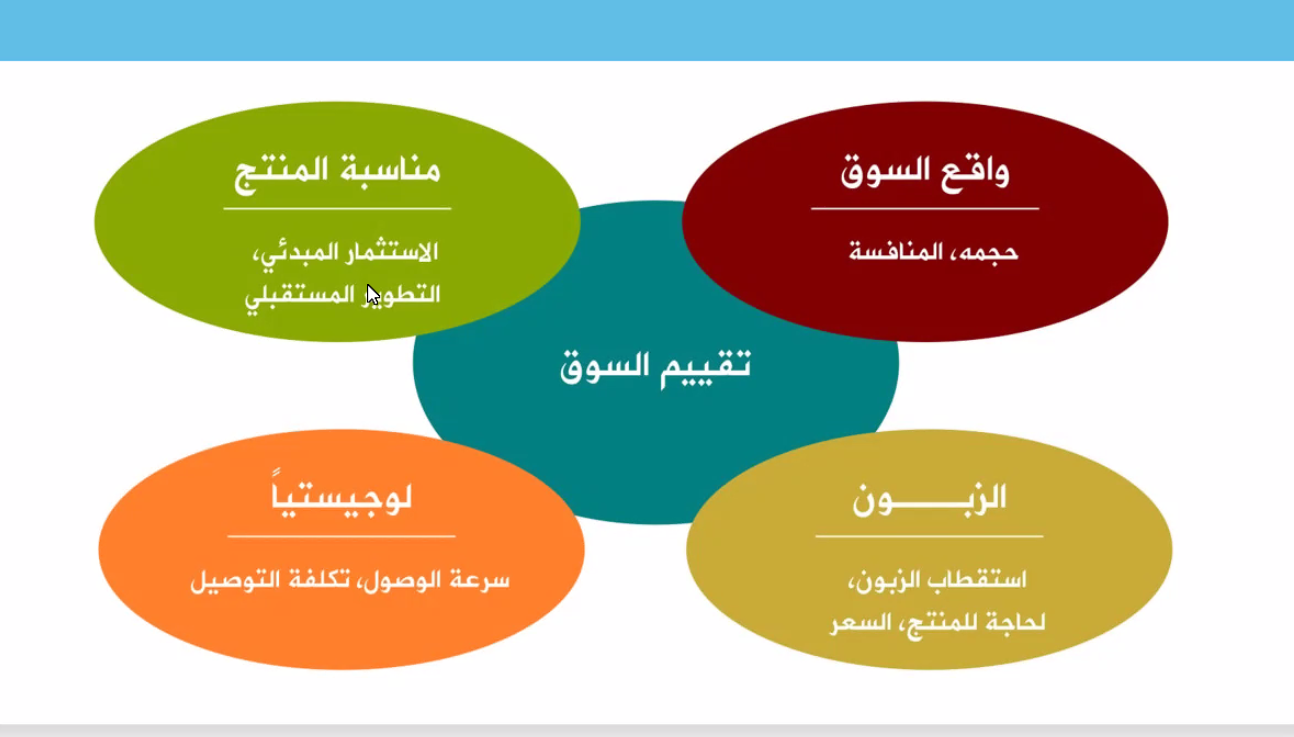 واقع السوق
حجمه، المنافسة
مناسبة المنتج
الاستثمار المبدئي،
التطوير المستقبلي
تقييم السوق
الزبـــــون
استقطاب الزبون،
لحاجة للمنتج، السعر
لوجيستياً
سرعة الوصول، تكلفة التوصيل